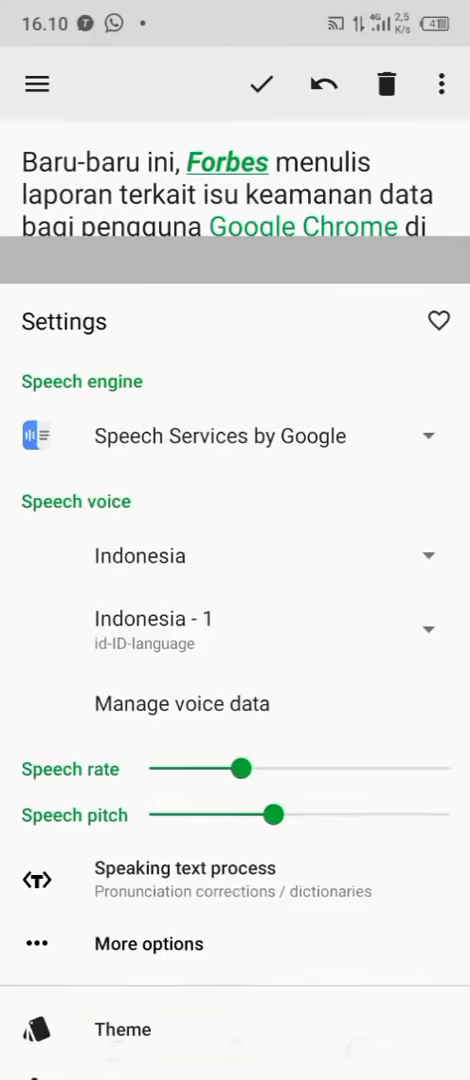 16.10
4G 2,5 K/s 41
Baru-baru ini, Forbes menulis
laporan terkait isu keamanan data
bagi pengguna Google Chrome di
Settings
Speech engine
Speech Services by Google
Speech voice
Indonesia
Indonesia - 1
id-ID-language
Manage voice data
Speech rate
Speech pitch
Speaking text process
Pronunciation corrections / dictionaries
More options
Theme